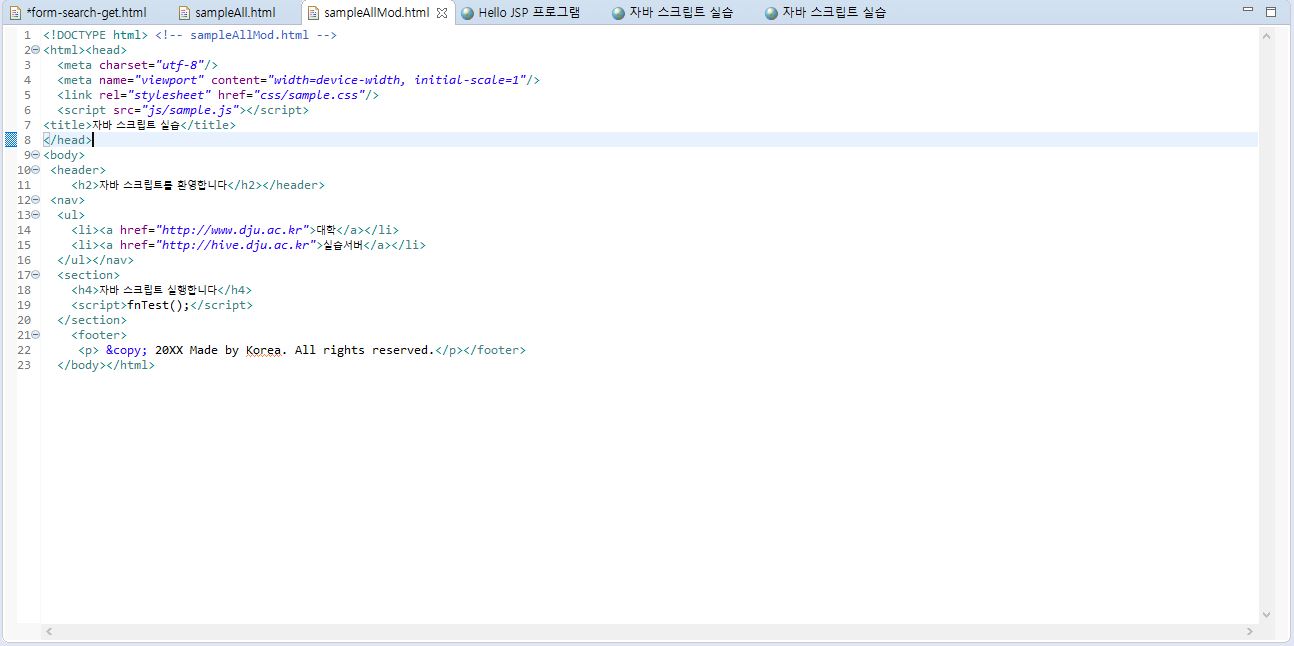 *form-search-get.html sampleAll.html sampleAllMod.html Hello JSP 프로그램 자바 스크립트 실습 자바 스크립트 실습
1 <!DOCTYPE html> <!-- sampleAllMod.html -->
2 <html><head>
3 <meta charset="utf-8"/>
4 <meta name="viewport" content="width=device-width, initial-scale=1"/>
5 <link rel="stylesheet" href="css/sample.css"/>
6 <script src="js/sample.js"></script>
7 <title>자바 스크립트 실습</title>
8 </head>
9 <body>
10 <header>
11 <h2>자바 스크립트를 환영합니다</h2></header>
12 <nav>
13 <ul>
14 <li><a href="http://www.dju.ac.kr">대학</a></li>
15 <li><a href="http://hive.dju.ac.kr">실습서버</a></li>
16 </ul></nav>
17 <section>
18 <h4>자바 스크립트 실행합니다</h4>
19 <script>fnTest();</script>
20 </section>
21 <footer>
22 <p> &copy; 20XX Made by Korea. All rights reserved.</p></footer>
23 </body></html>